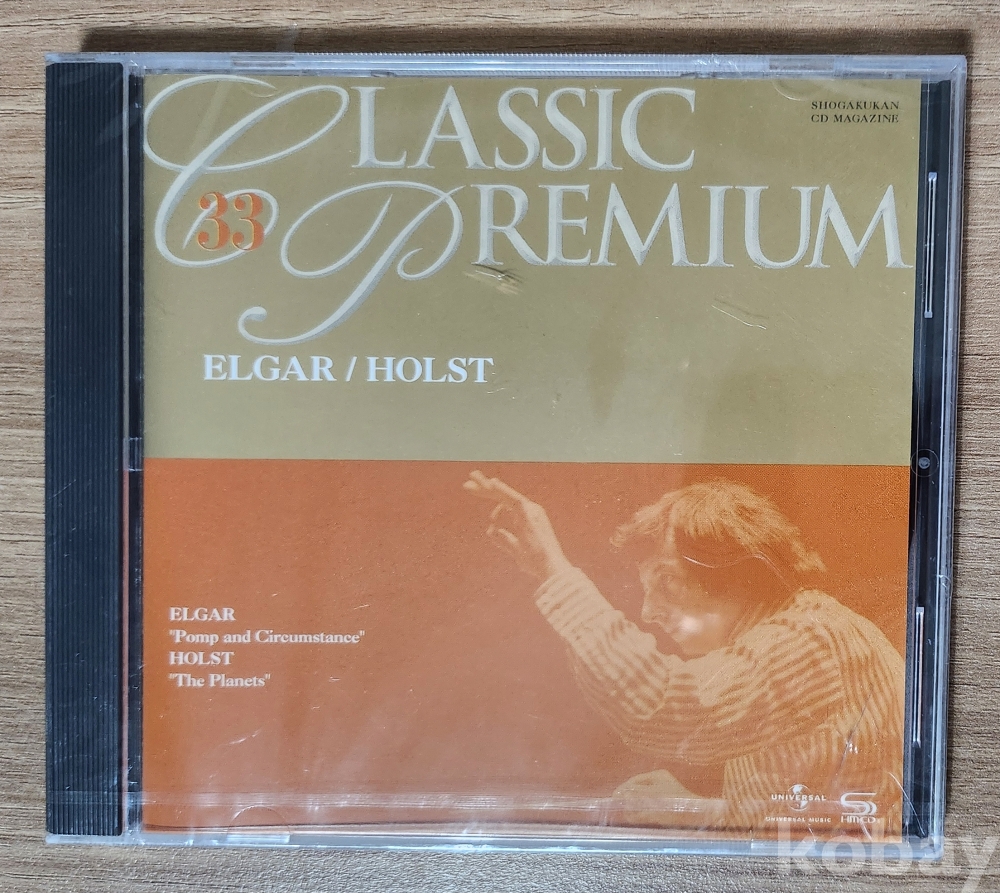 CLASSIC
PREMIUM
33
SHOGAKUKAN
CD MAGAZINE
ELGAR / HOLST
ELGAR
"Pomp and Circumstance"
HOLST
"The Planets"
UNIVERSAL
UNIVERSAL MUSIC
SHM-CD
kobay